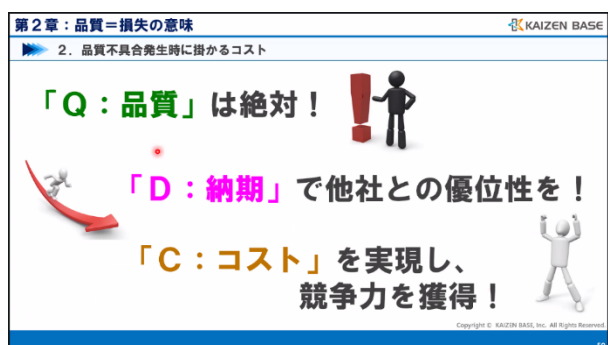 第2章：品質＝損失の意味
KAIZEN BASE
2．品質不具合発生時に掛かるコスト
「Q：品質」は絶対！
「D：納期」で他社との優位性を！
「C：コスト」を実現し、
競争力を獲得！
Copyright © KAIZEN BASE, Inc. All Rights Reserved.